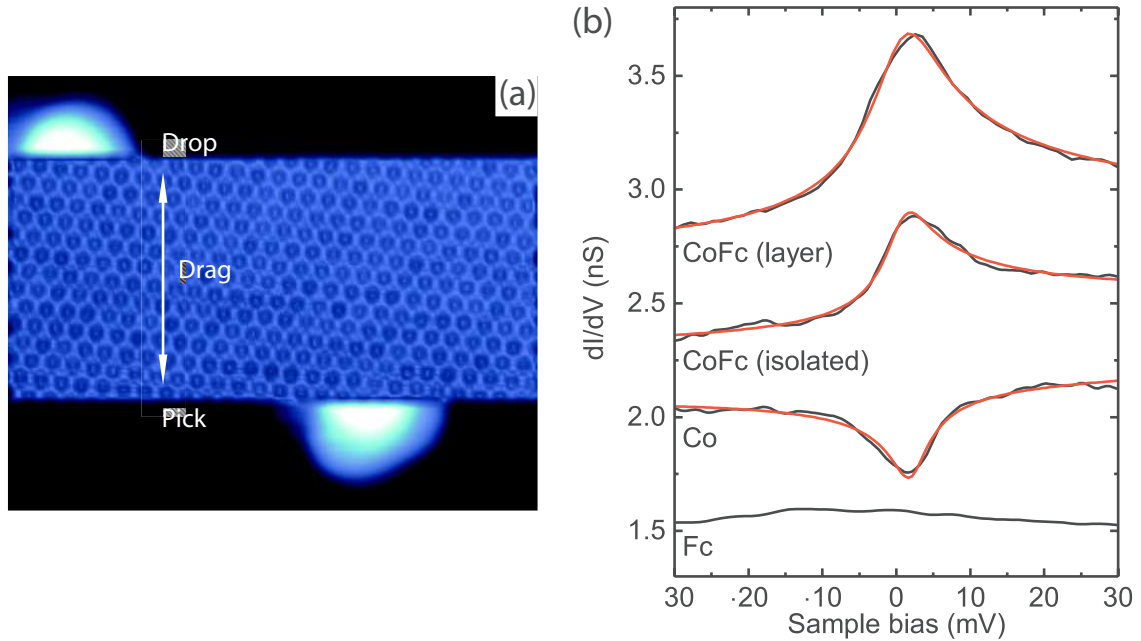 (a)
Drop
Drag
Pick
(b)
dI/dV (nS)
3.5
3.0
2.5
2.0
1.5
CoFc (layer)
CoFc (isolated)
Co
Fc
30 ·20 ·10 0 10 20 30
Sample bias (mV)